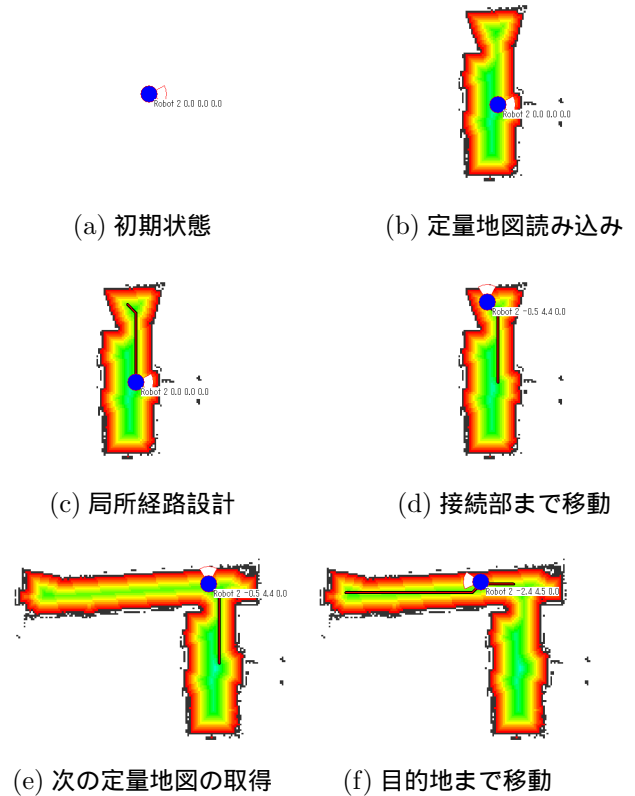 Robot 2 0.0 0.0 0.0
Robot 2 0.0 0.0 0.0
(a) 初期状態
(b) 定量地図読み込み
Robot 2 0.0 0.0 0.0
Robot 2 -0.5 4.4 0.0
(c) 局所経路設計
(d) 接続部まで移動
Robot 2 -0.5 4.4 0.0
Robot 2 -2.4 4.5 0.0
(e) 次の定量地図の取得
(f) 目的地まで移動